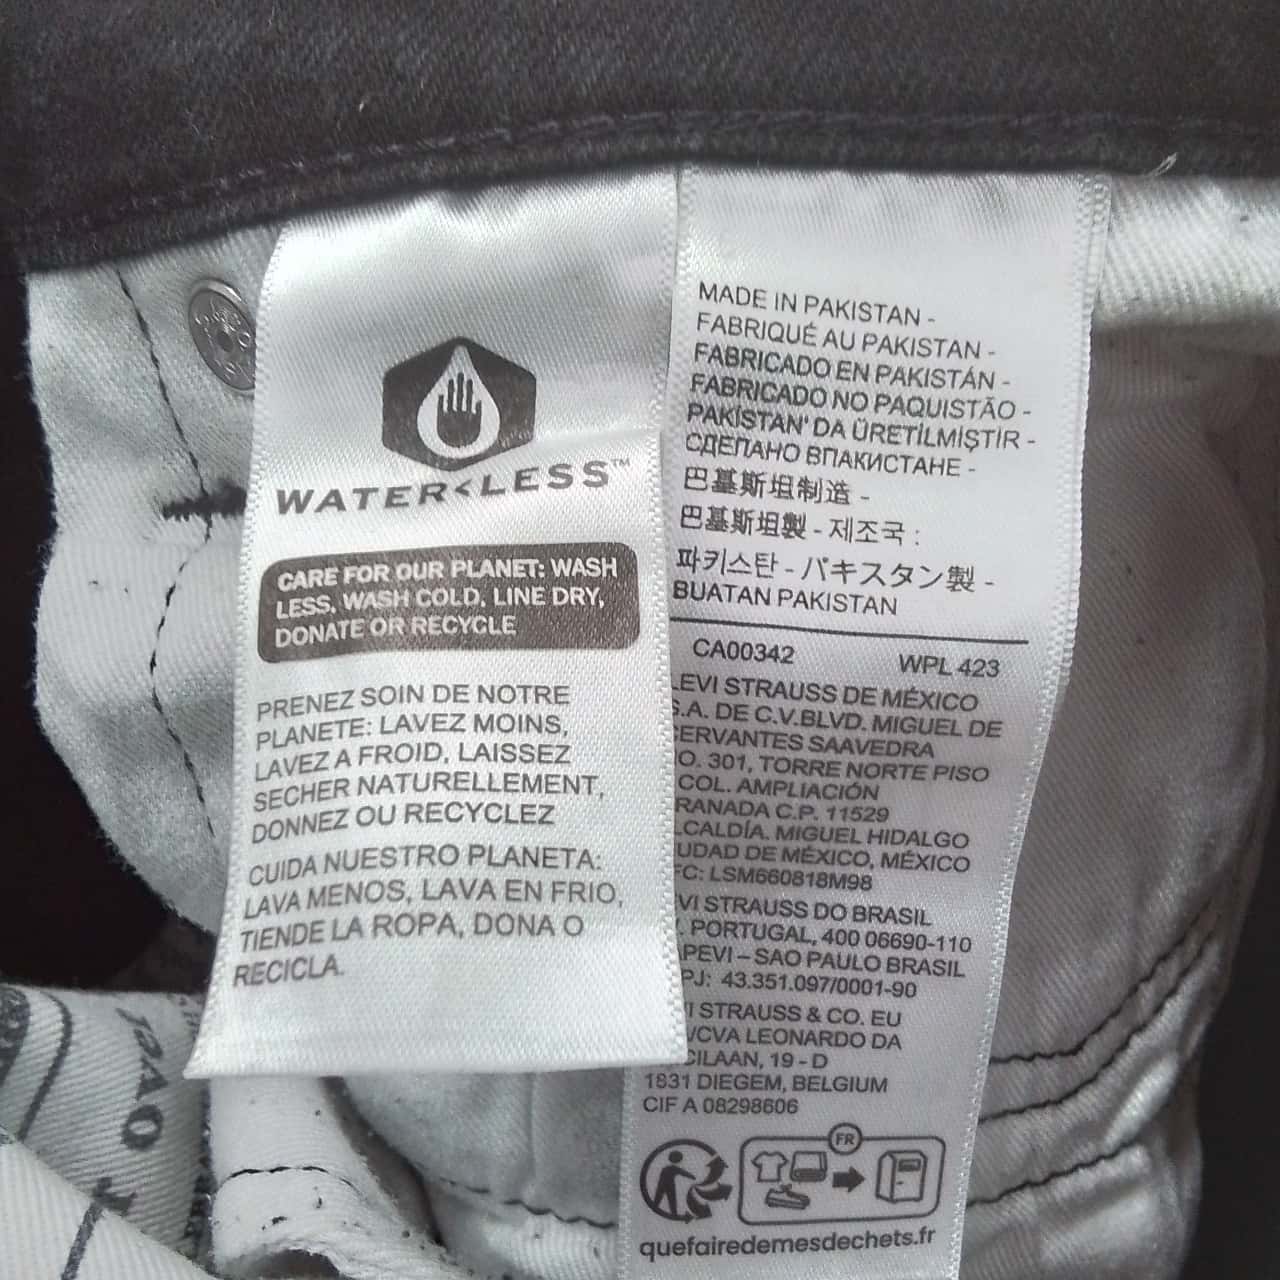 WATER<LESS™
CARE FOR OUR PLANET: WASH
LESS, WASH COLD, LINE DRY,
DONATE OR RECYCLE
PRENEZ SOIN DE NOTRE
PLANETE: LAVEZ MOINS,
LAVEZ A FROID, LAISSEZ
SECHER NATURELLEMENT,
DONNEZ OU RECYCLEZ
CUIDA NUESTRO PLANETA:
LAVA MENOS, LAVA EN FRIO,
TIENDE LA ROPA, DONA O
RECICLA.
MADE IN PAKISTAN -
FABRIQUÉ AU PAKISTAN -
FABRICADO EN PAKISTÁN -
FABRICADO NO PAQUISTÃO -
PAKİSTAN' DA ÜRETİLMİŞTİR -
СДЕЛАНО ВПАКИСТАНЕ -
巴基斯坦制造 -
巴基斯坦製 - 제조국 :
파키스탄 - パキスタン製 -
BUATAN PAKISTAN
CA00342 WPL 423
LEVI STRAUSS DE MÉXICO
S.A. DE C.V.BLVD. MIGUEL DE
CERVANTES SAAVEDRA
O. 301, TORRE NORTE PISO
COL. AMPLIACIÓN
RANADA C.P. 11529
LCALDÍA. MIGUEL HIDALGO
UDAD DE MÉXICO, MÉXICO
FC: LSM660818M98
VI STRAUSS DO BRASIL
. PORTUGAL, 400 06690-110
PEVI – SAO PAULO BRASIL
PJ: 43.351.097/0001-90
I STRAUSS & CO. EU
/CVA LEONARDO DA
CILAAN, 19 - D
1831 DIEGEM, BELGIUM
CIF A 08298606
FR
quefairedemesdechets.fr